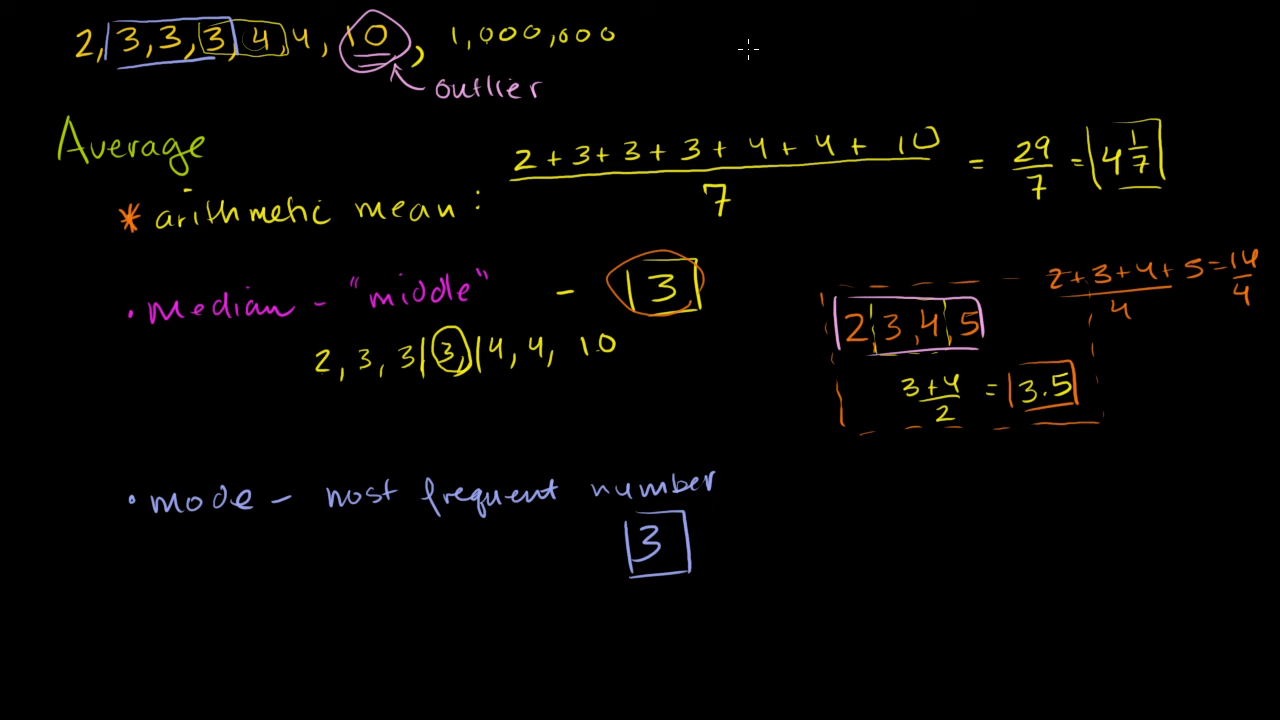 2, 3, 3, 3, 4, 4, 10, 1,000,000
outlier
Average
* arithmetic mean: 2 + 3 + 3 + 3 + 4 + 4 + 10 / 7 = 29/7 = 4 1/7
• median - "middle" - 3
2, 3, 3 | 3, | 4, 4, 10
2+3+4+5 = 14
4 4
2, 3, 4, 5
3+4/2 = 3.5
• mode - most frequent number
3